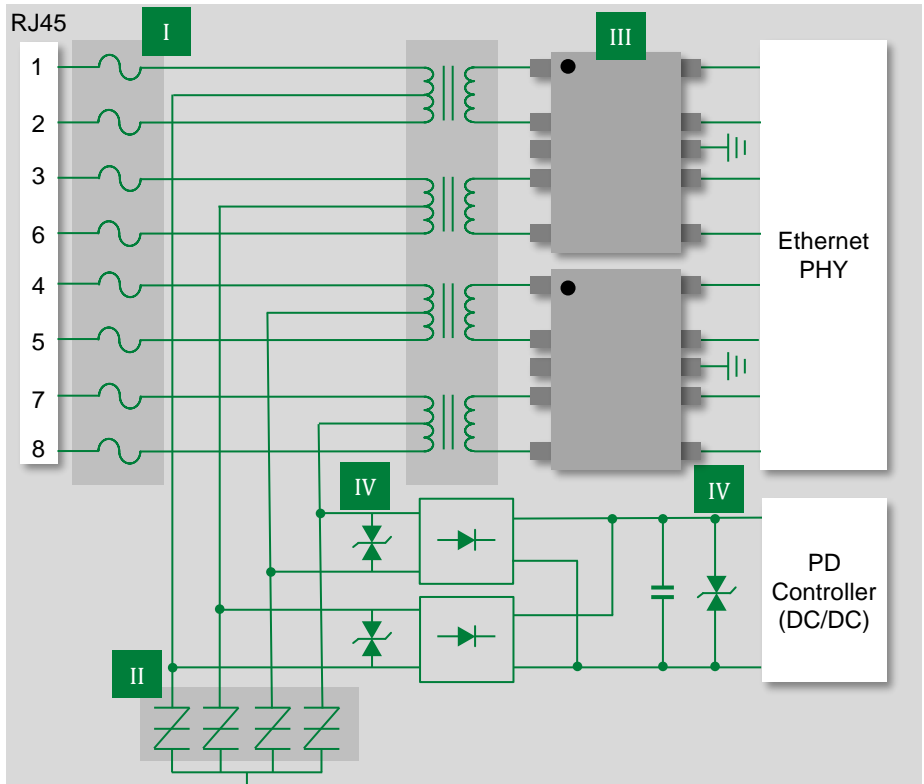 RJ45
I
III
1
2
3
6
4
5
7
8
Ethernet
PHY
IV
IV
PD
Controller
(DC/DC)
II